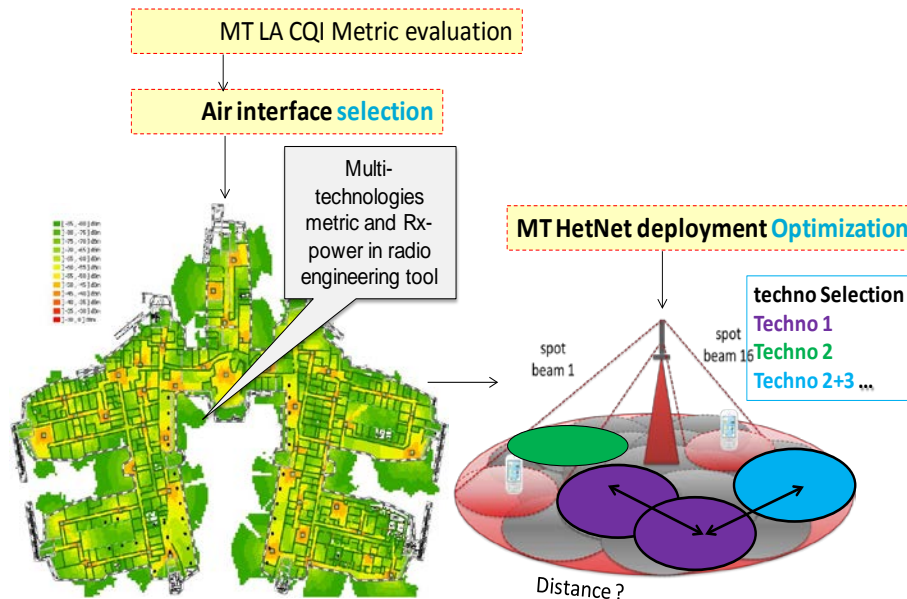 MT LA CQI Metric evaluation
Air interface selection
Multi-
technologies
metric and Rx-
power in radio
engineering tool
MT HetNet deployment Optimization
techno Selection
Techno 1
Techno 2
Techno 2+3 ...
spot
beam 1
spot
beam 16
Distance ?